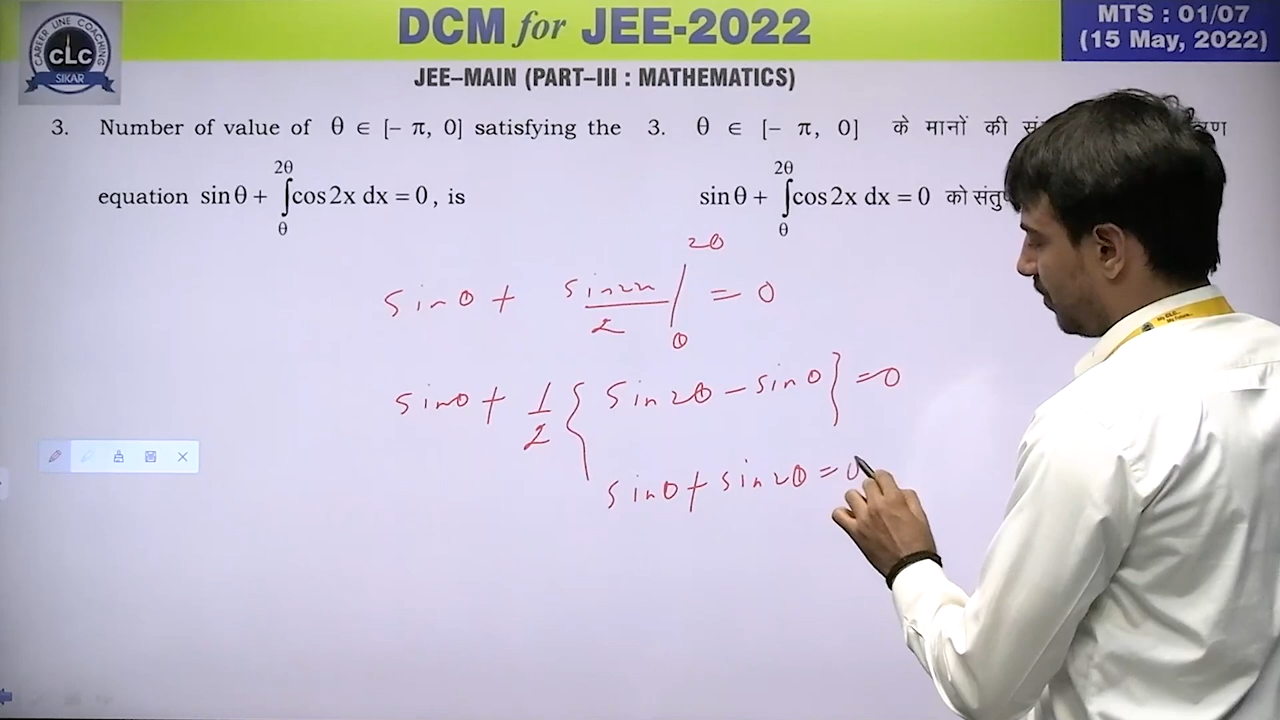 DCM for JEE-2022
MTS : 01/07
(15 May, 2022)
CAREER LINE COACHING
CLC
SIKAR
JEE–MAIN (PART–III : MATHEMATICS)
3. Number of value of θ ∈ [– π, 0] satisfying the
equation sinθ + ∫_θ^{2θ} cos2x dx = 0, is
3. θ ∈ [– π, 0] के मानों की
sinθ + ∫_θ^{2θ} cos2x dx = 0 को
sinθ + sin2x/2 |_θ^{2θ} = 0
sinθ + 1/2 { sin2θ – sinθ } = 0
sinθ + sin2θ = 0
My CLC...